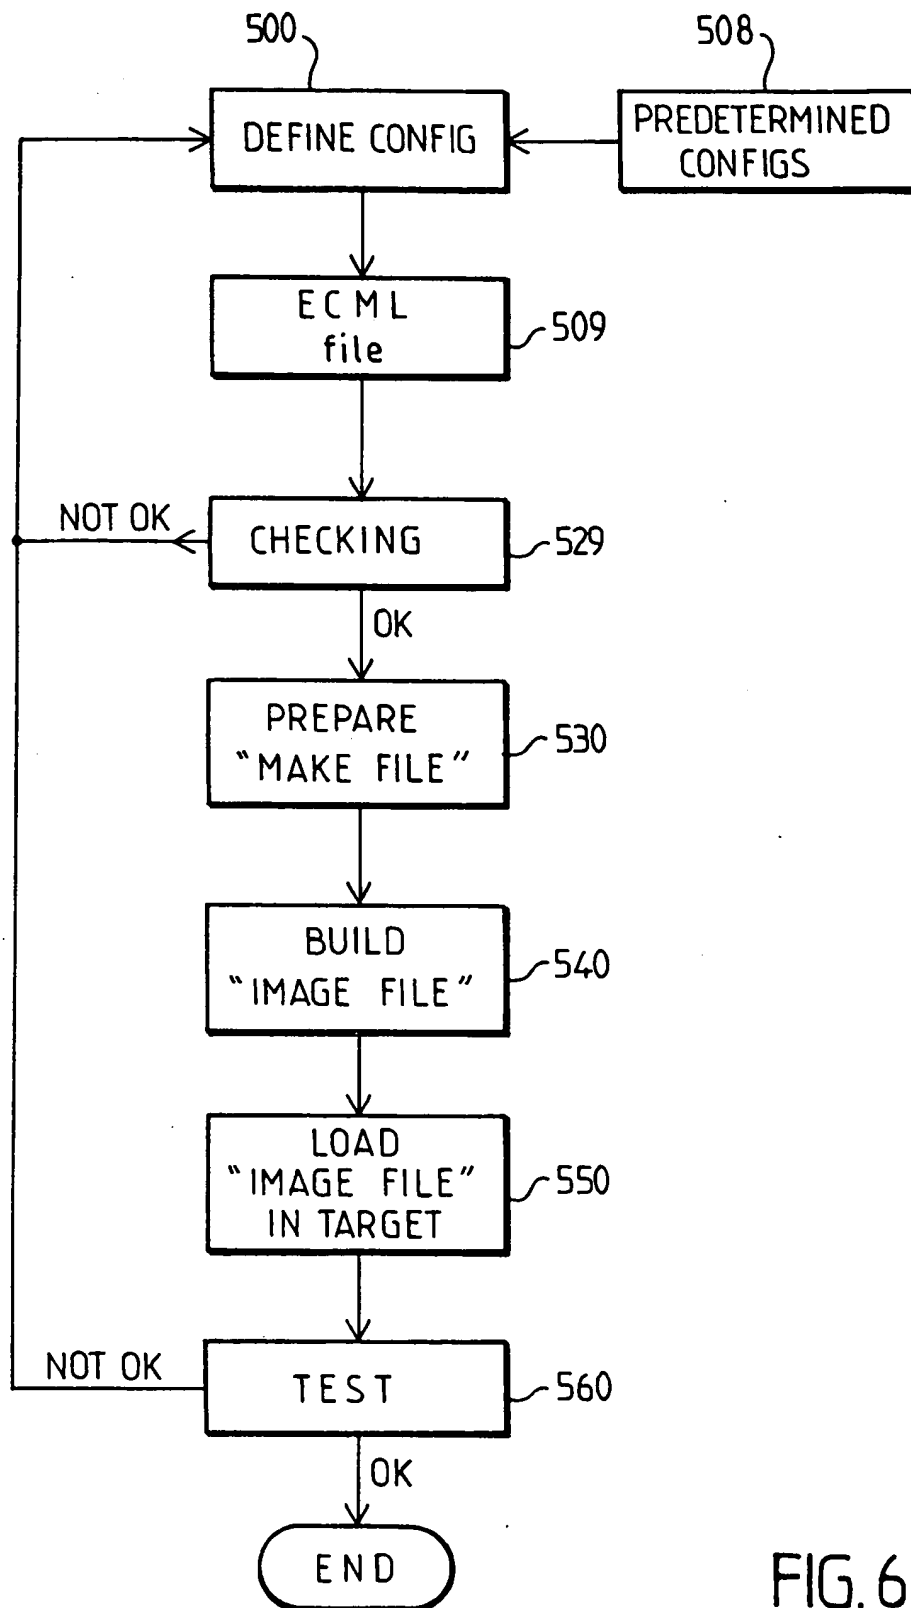 500
508
DEFINE CONFIG
PREDETERMINED
CONFIGS
ECML
file
509
NOT OK
CHECKING
529
OK
PREPARE
"MAKE FILE"
530
BUILD
"IMAGE FILE"
540
LOAD
"IMAGE FILE"
IN TARGET
550
NOT OK
TEST
560
OK
END
FIG. 6